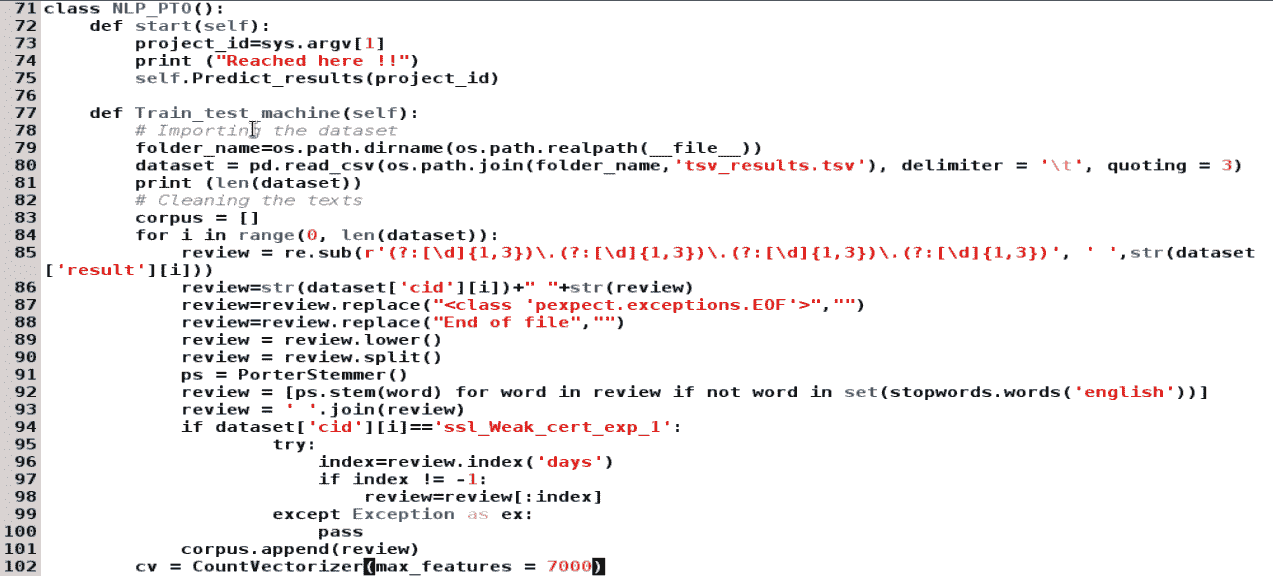 71 class NLP_PTO():
72     def start(self):
73         project_id=sys.argv[1]
74         print ("Reached here !!")
75         self.Predict_results(project_id)
76
77     def Train_test_machine(self):
78         # Importing the dataset
79         folder_name=os.path.dirname(os.path.realpath(__file__))
80         dataset = pd.read_csv(os.path.join(folder_name,'tsv_results.tsv'), delimiter = '\t', quoting = 3)
81         print (len(dataset))
82         # Cleaning the texts
83         corpus = []
84         for i in range(0, len(dataset)):
85             review = re.sub(r'(?:[\d]{1,3})\.(?:[\d]{1,3})\.(?:[\d]{1,3})\.(?:[\d]{1,3})', ' ',str(dataset
['result'][i]))
86             review=str(dataset['cid'][i])+" "+str(review)
87             review=review.replace("<class 'pexpect.exceptions.EOF'>","")
88             review=review.replace("End of file","")
89             review = review.lower()
90             review = review.split()
91             ps = PorterStemmer()
92             review = [ps.stem(word) for word in review if not word in set(stopwords.words('english'))]
93             review = ' '.join(review)
94             if dataset['cid'][i]=='ssl_Weak_cert_exp_1':
95                     try:
96                         index=review.index('days')
97                         if index != -1:
98                             review=review[:index]
99                     except Exception as ex:
100                         pass
101             corpus.append(review)
102         cv = CountVectorizer(max_features = 7000)